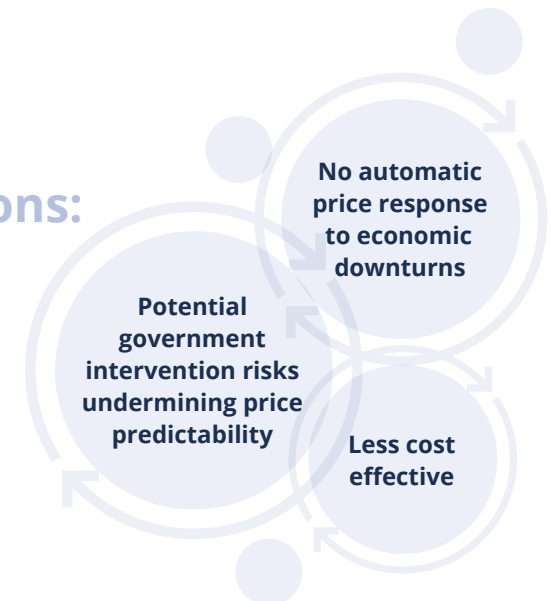 ons:
No automatic
price response
to economic
downturns
Potential
government
intervention risks
undermining price
predictability
Less cost
effective